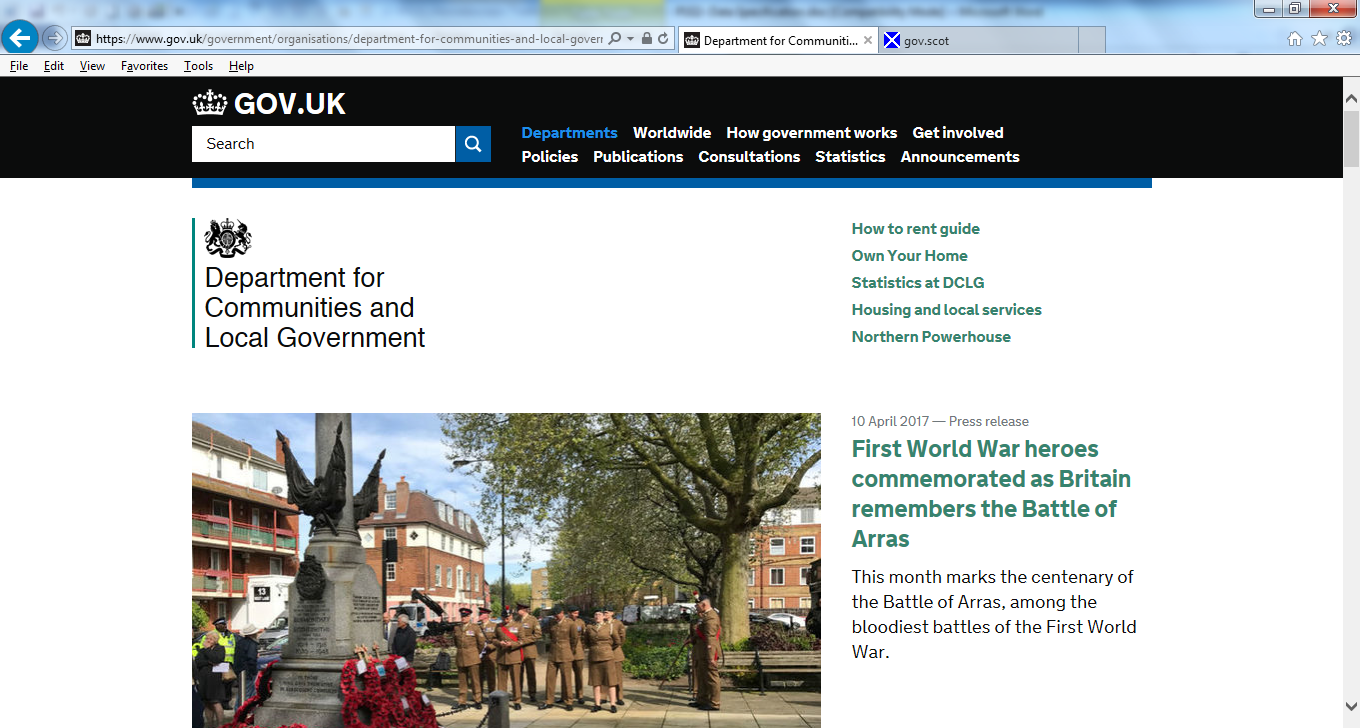 https://www.gov.uk/government/organisations/department-for-communities-and-local-govern
Department for Communiti...
gov.scot
File Edit View Favorites Tools Help
GOV.UK
Search
Departments Worldwide How government works Get involved
Policies Publications Consultations Statistics Announcements
Department for
Communities and
Local Government
How to rent guide
Own Your Home
Statistics at DCLG
Housing and local services
Northern Powerhouse
10 April 2017 — Press release
First World War heroes
commemorated as Britain
remembers the Battle of
Arras
This month marks the centenary of
the Battle of Arras, among the
bloodiest battles of the First World
War.
13